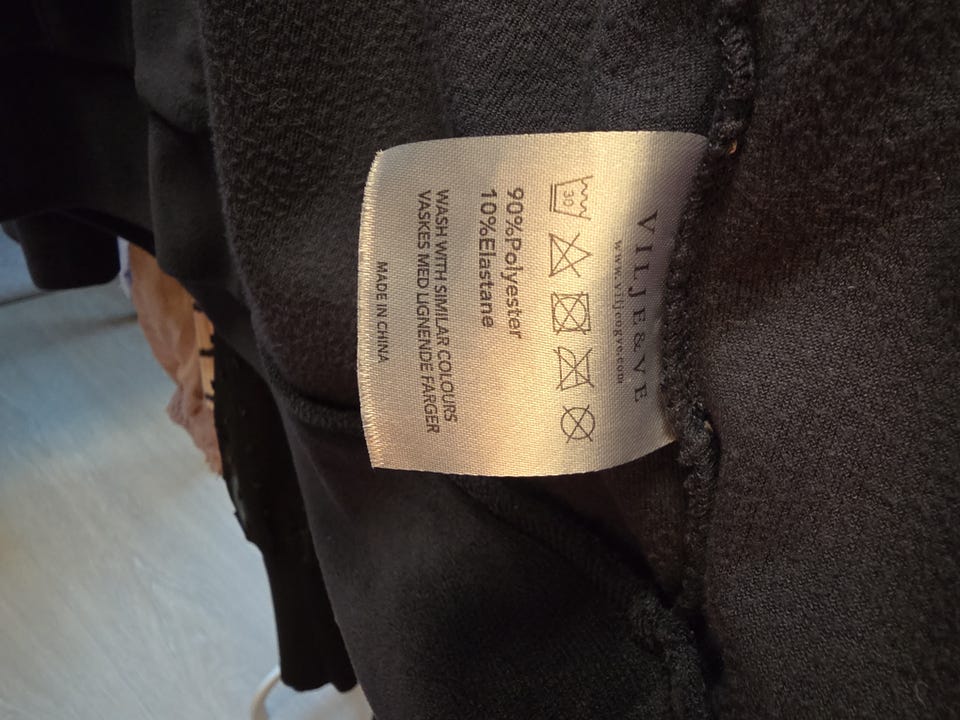 VILJE&VE
www.viljeogve.com
30
90%Polyester
10%Elastane
WASH WITH SIMILAR COLOURS
VASKES MED LIGNENDE FARGER
MADE IN CHINA